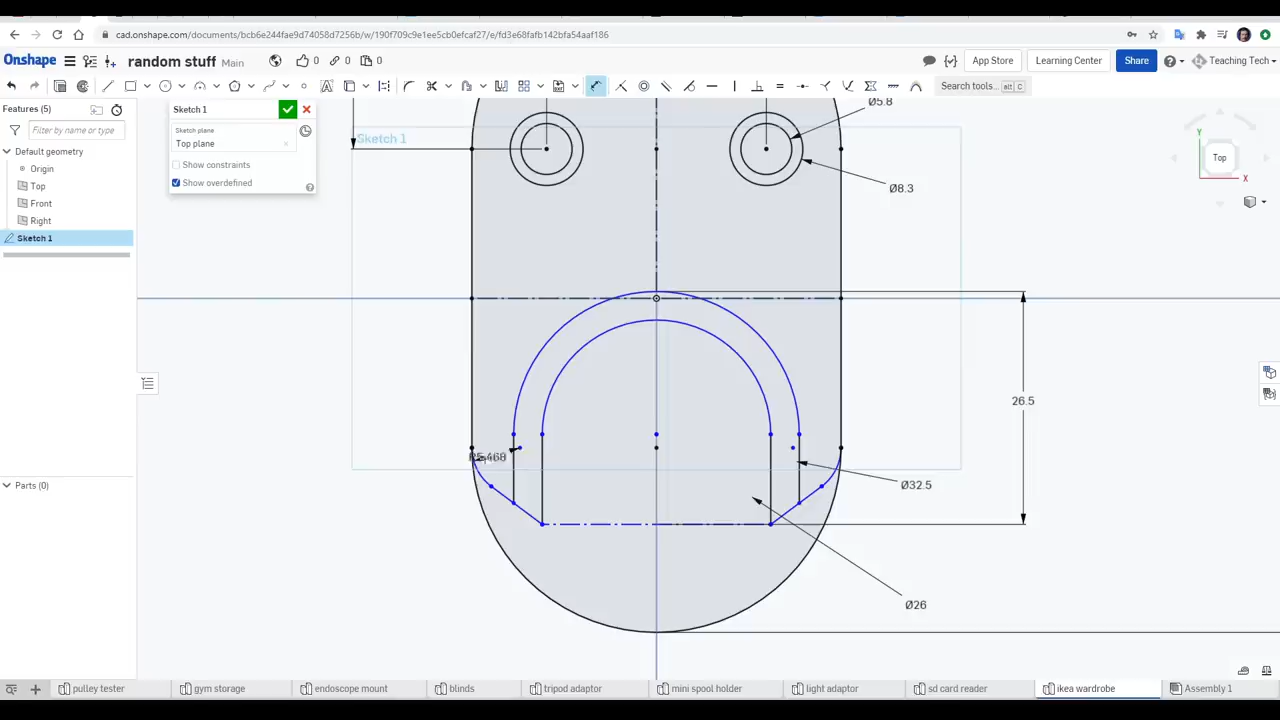 cad.onshape.com/documents/bcb6e244fae9d74058d7256b/w/190f709c9e1ee5cb0efcaf27/e/fd3e68fafb142bfa54aaf186
Onshape
random stuff Main
0 0 0
App Store
Learning Center
Share
Teaching Tech
Search tools... alt C
Features (5)
Filter by name or type
Default geometry
Origin
Top
Front
Right
Sketch 1
Parts (0)
Sketch 1
Sketch plane
Top plane
Show constraints
Show overdefined
Sketch 1
Ø5.8
Ø8.3
26.5
Ø32.5
Ø26
Y
Top
X
pulley tester
gym storage
endoscope mount
blinds
tripod adaptor
mini spool holder
light adaptor
sd card reader
ikea wardrobe
Assembly 1